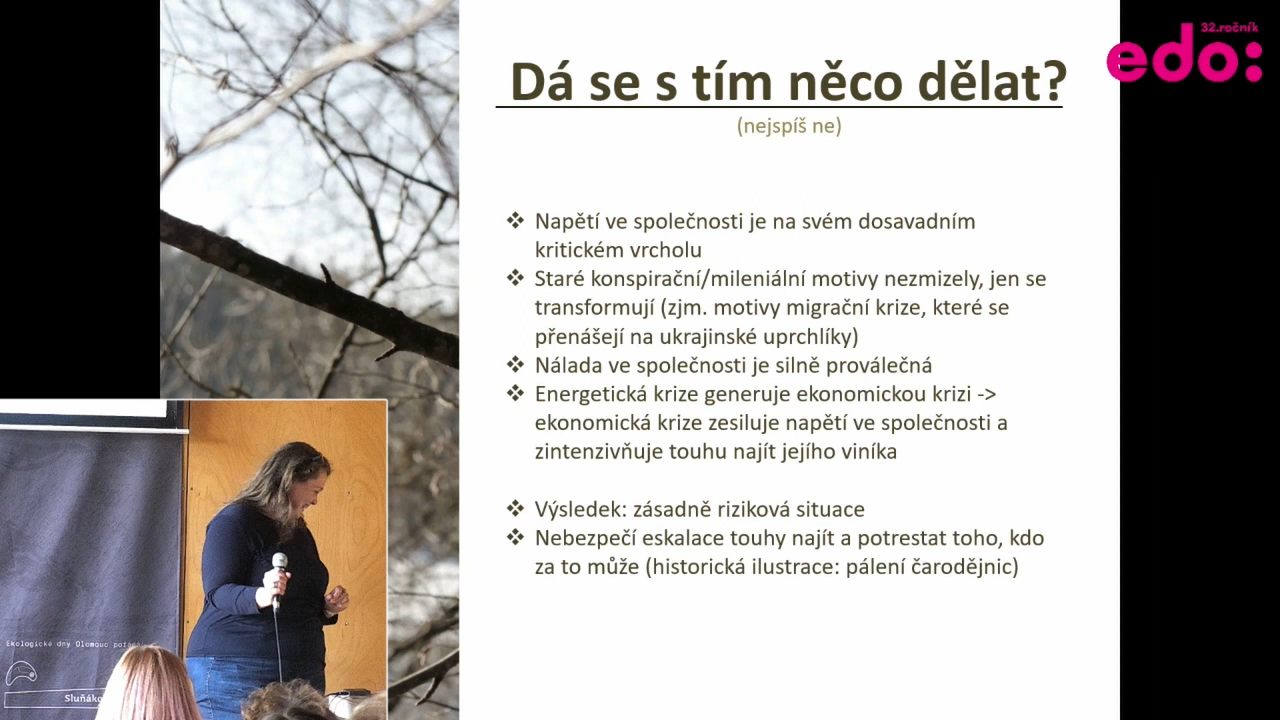 32.ročník
edo:
Dá se s tím něco dělat?
(nejspíš ne)
❖ Napětí ve společnosti je na svém dosavadním
kritickém vrcholu
❖ Staré konspirační/mileniální motivy nezmizely, jen se
transformují (zjm. motivy migrační krize, které se
přenášejí na ukrajinské uprchlíky)
❖ Nálada ve společnosti je silně proválečná
❖ Energetická krize generuje ekonomickou krizi ->
ekonomická krize zesiluje napětí ve společnosti a
zintenzivňuje touhu najít jejího viníka
❖ Výsledek: zásadně riziková situace
❖ Nebezpečí eskalace touhy najít a potrestat toho, kdo
za to může (historická ilustrace: pálení čarodějnic)
Ekologické dny Olomouc